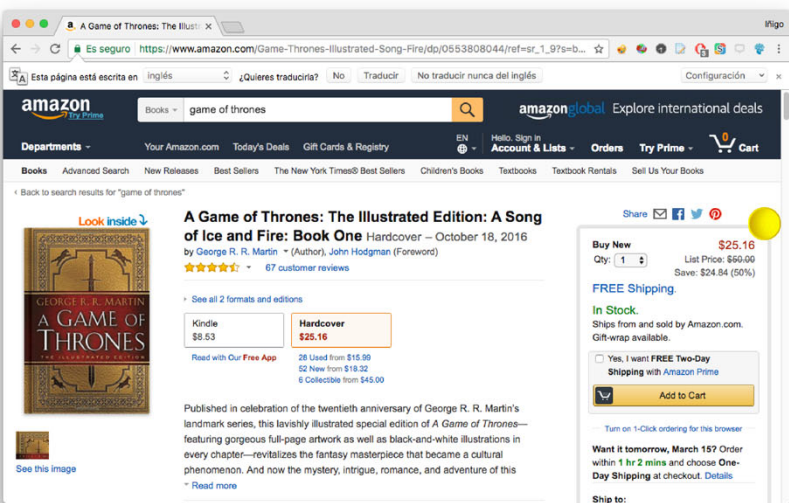 A Game of Thrones: The Illustr
Iñigo
Es seguro https://www.amazon.com/Game-Thrones-Illustrated-Song-Fire/dp/0553808044/ref=sr_1_9?s=b...
Esta página está escrita en inglés ¿Quieres traducirla? No Traducir No traducir nunca del inglés Configuración
amazon Try Prime
Books game of thrones
amazonglobal Explore international deals
Departments Your Amazon.com Today's Deals Gift Cards & Registry EN Hello. Sign in Account & Lists Orders Try Prime 0 Cart
Books Advanced Search New Releases Best Sellers The New York Times® Best Sellers Children's Books Textbooks Textbook Rentals Sell Us Your Books
‹ Back to search results for "game of thrones"
Look inside
GEORGE R. R. MARTIN
A GAME OF
THRONES
THE ILLUSTRATED EDITION
See this image
A Game of Thrones: The Illustrated Edition: A Song
of Ice and Fire: Book One Hardcover – October 18, 2016
by George R. R. Martin (Author), John Hodgman (Foreword)
67 customer reviews
See all 2 formats and editions
Kindle
$8.53
Read with Our Free App
Hardcover
$25.16
28 Used from $15.99
52 New from $18.32
6 Collectible from $45.00
Published in celebration of the twentieth anniversary of George R. R. Martin's
landmark series, this lavishly illustrated special edition of A Game of Thrones—
featuring gorgeous full-page artwork as well as black-and-white illustrations in
every chapter—revitalizes the fantasy masterpiece that became a cultural
phenomenon. And now the mystery, intrigue, romance, and adventure of this
Read more
Share
Buy New $25.16
Qty: 1 List Price: $50.00
Save: $24.84 (50%)
FREE Shipping.
In Stock.
Ships from and sold by Amazon.com.
Gift-wrap available.
Yes, I want FREE Two-Day
Shipping with Amazon Prime
Add to Cart
Turn on 1-Click ordering for this browser
Want it tomorrow, March 15? Order
within 1 hr 2 mins and choose One-
Day Shipping at checkout. Details
Ship to: